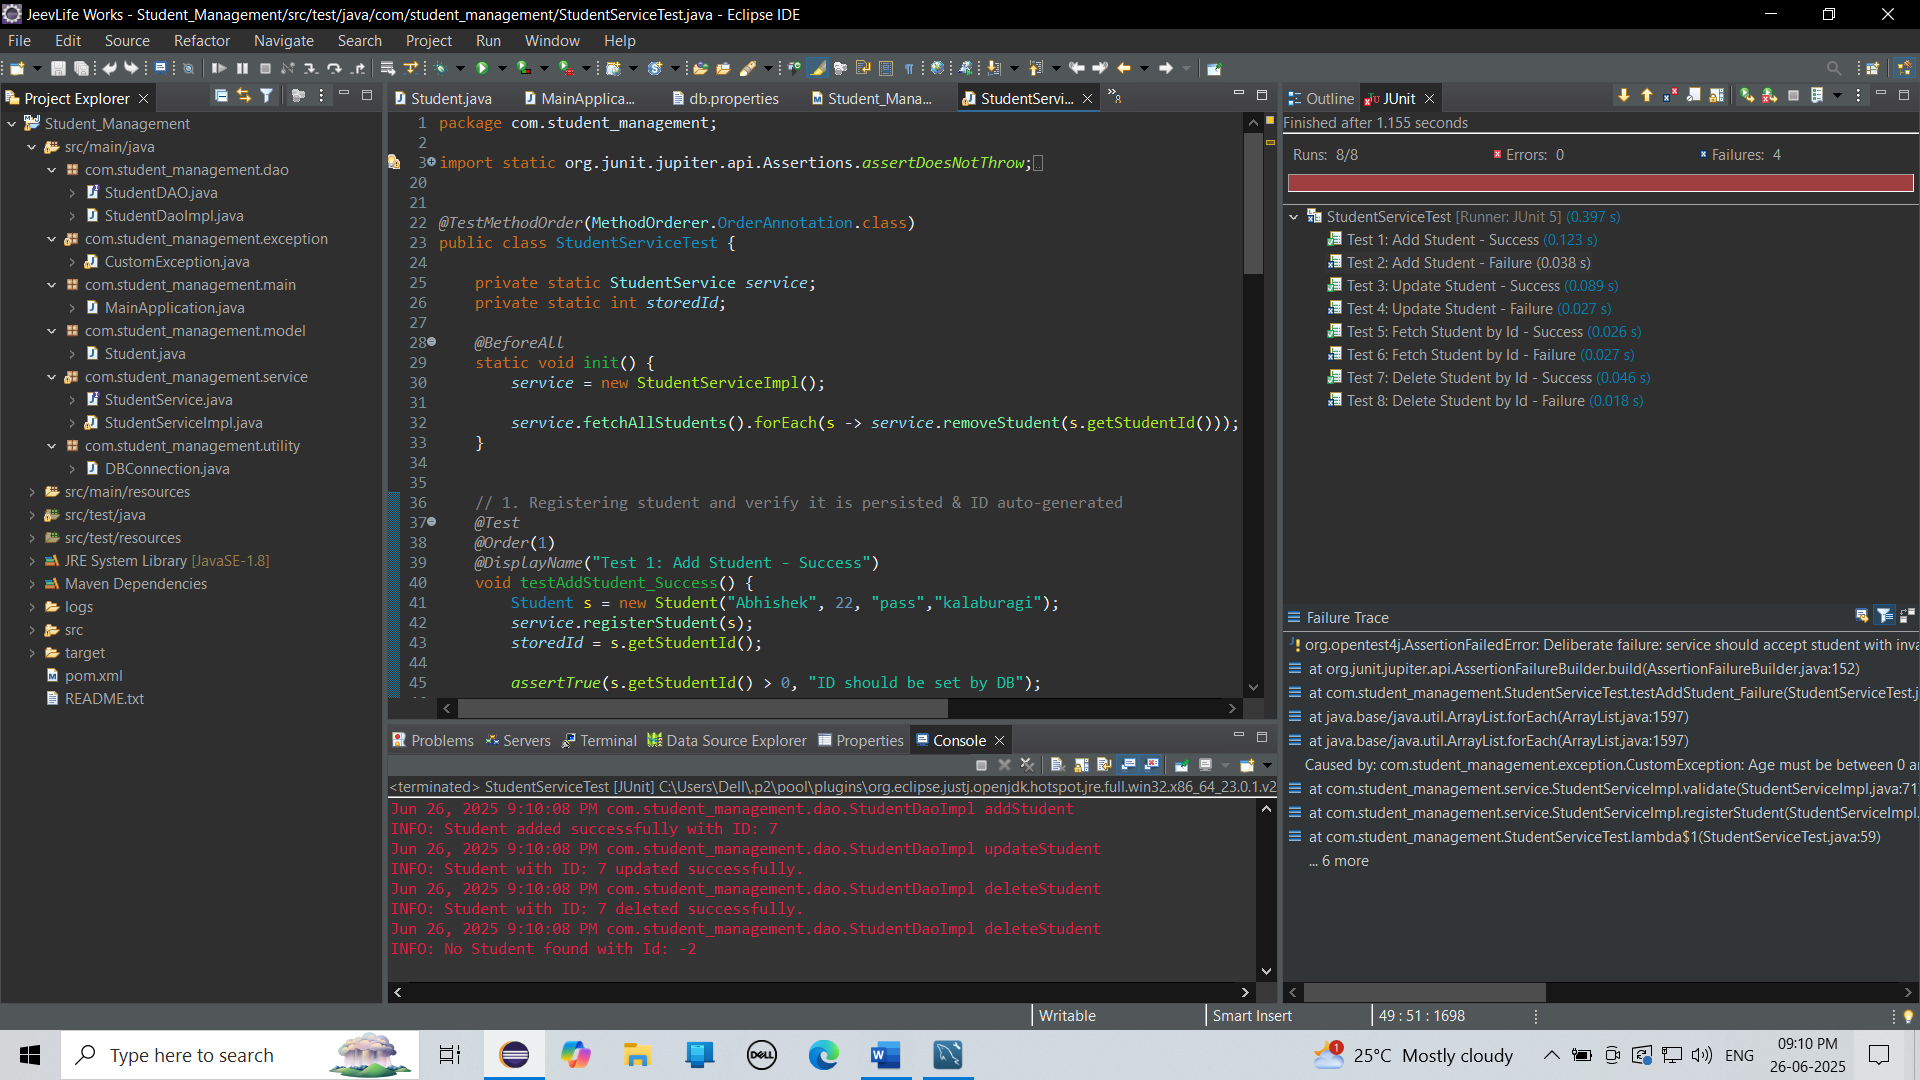 JeevLife Works - Student_Management/src/test/java/com/student_management/StudentServiceTest.java - Eclipse IDE
File Edit Source Refactor Navigate Search Project Run Window Help
Project Explorer
Student_Management
src/main/java
com.student_management.dao
StudentDAO.java
StudentDaoImpl.java
com.student_management.exception
CustomException.java
com.student_management.main
MainApplication.java
com.student_management.model
Student.java
com.student_management.service
StudentService.java
StudentServiceImpl.java
com.student_management.utility
DBConnection.java
src/main/resources
src/test/java
src/test/resources
JRE System Library [JavaSE-1.8]
Maven Dependencies
logs
src
target
pom.xml
README.txt
Student.java MainApplica... db.properties Student_Mana... StudentServi... »8
1 package com.student_management;
2
3 import static org.junit.jupiter.api.Assertions.assertDoesNotThrow;
20
21
22 @TestMethodOrder(MethodOrderer.OrderAnnotation.class)
23 public class StudentServiceTest {
24
25 private static StudentService service;
26 private static int storedId;
27
28 @BeforeAll
29 static void init() {
30 service = new StudentServiceImpl();
31
32 service.fetchAllStudents().forEach(s -> service.removeStudent(s.getStudentId()));
33 }
34
35
36 // 1. Registering student and verify it is persisted & ID auto-generated
37 @Test
38 @Order(1)
39 @DisplayName("Test 1: Add Student - Success")
40 void testAddStudent_Success() {
41 Student s = new Student("Abhishek", 22, "pass","kalaburagi");
42 service.registerStudent(s);
43 storedId = s.getStudentId();
44
45 assertTrue(s.getStudentId() > 0, "ID should be set by DB");
Problems Servers Terminal Data Source Explorer Properties Console
<terminated> StudentServiceTest [JUnit] C:\Users\Dell\.p2\pool\plugins\org.eclipse.justj.openjdk.hotspot.jre.full.win32.x86_64_23.0.1.v2
Jun 26, 2025 9:10:08 PM com.student_management.dao.StudentDaoImpl addStudent
INFO: Student added successfully with ID: 7
Jun 26, 2025 9:10:08 PM com.student_management.dao.StudentDaoImpl updateStudent
INFO: Student with ID: 7 updated successfully.
Jun 26, 2025 9:10:08 PM com.student_management.dao.StudentDaoImpl deleteStudent
INFO: Student with ID: 7 deleted successfully.
Jun 26, 2025 9:10:08 PM com.student_management.dao.StudentDaoImpl deleteStudent
INFO: No Student found with Id: -2
Outline JUnit
Finished after 1.155 seconds
Runs: 8/8 Errors: 0 Failures: 4
StudentServiceTest [Runner: JUnit 5] (0.397 s)
Test 1: Add Student - Success (0.123 s)
Test 2: Add Student - Failure (0.038 s)
Test 3: Update Student - Success (0.089 s)
Test 4: Update Student - Failure (0.027 s)
Test 5: Fetch Student by Id - Success (0.026 s)
Test 6: Fetch Student by Id - Failure (0.027 s)
Test 7: Delete Student by Id - Success (0.046 s)
Test 8: Delete Student by Id - Failure (0.018 s)
Failure Trace
org.opentest4j.AssertionFailedError: Deliberate failure: service should accept student with inva
at org.junit.jupiter.api.AssertionFailureBuilder.build(AssertionFailureBuilder.java:152)
at com.student_management.StudentServiceTest.testAddStudent_Failure(StudentServiceTest.j
at java.base/java.util.ArrayList.forEach(ArrayList.java:1597)
at java.base/java.util.ArrayList.forEach(ArrayList.java:1597)
Caused by: com.student_management.exception.CustomException: Age must be between 0 a
at com.student_management.service.StudentServiceImpl.validate(StudentServiceImpl.java:71
at com.student_management.service.StudentServiceImpl.registerStudent(StudentServiceImpl.
at com.student_management.StudentServiceTest.lambda$1(StudentServiceTest.java:59)
... 6 more
Writable Smart Insert 49 : 51 : 1698
Type here to search
DELL
1
25°C Mostly cloudy
ENG
09:10 PM
26-06-2025